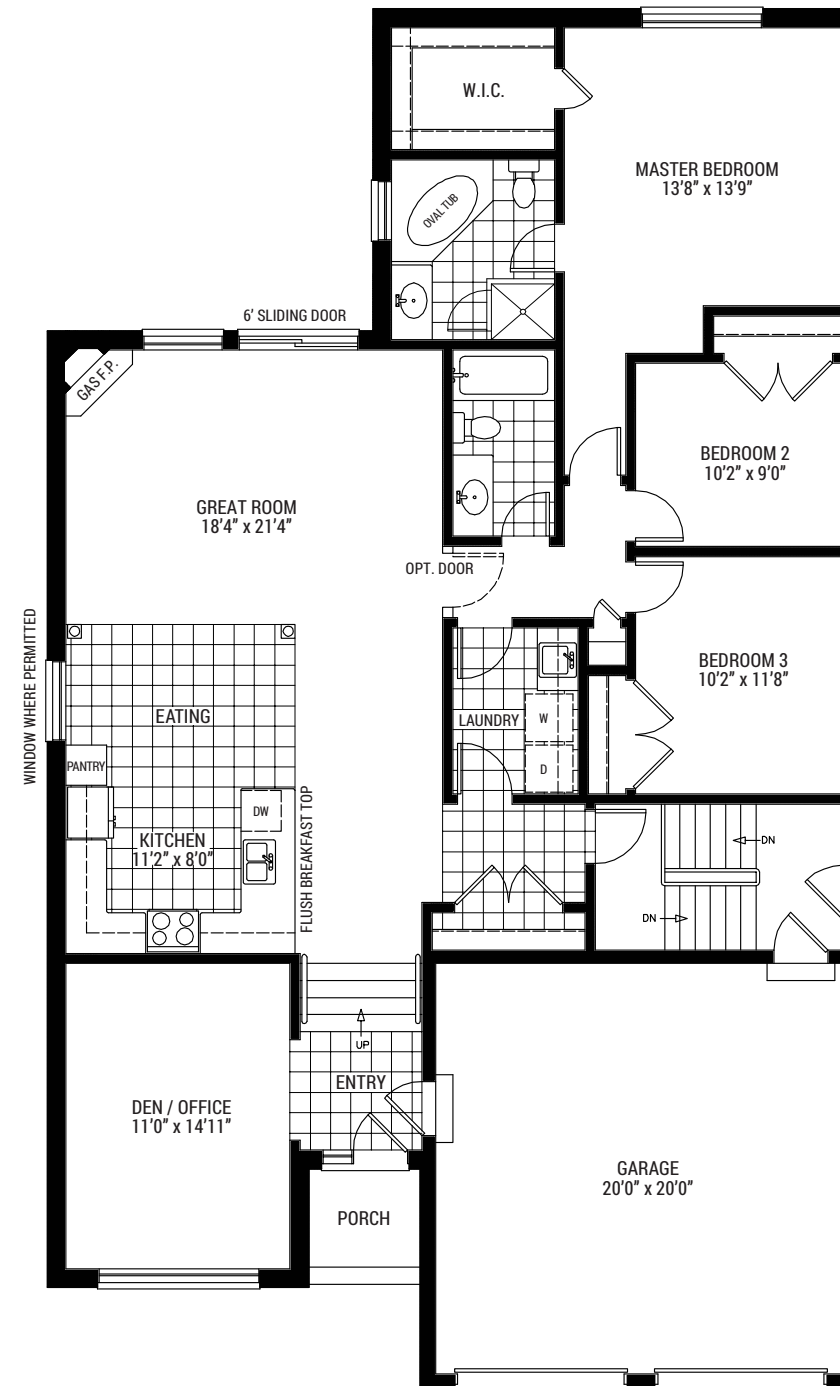 W.I.C.
MASTER BEDROOM
13'8" x 13'9"
OVAL TUB
6' SLIDING DOOR
GAS F.P.
BEDROOM 2
10'2" x 9'0"
GREAT ROOM
18'4" x 21'4"
OPT. DOOR
WINDOW WHERE PERMITTED
BEDROOM 3
10'2" x 11'8"
EATING
LAUNDRY
W
D
PANTRY
DW
FLUSH BREAKFAST TOP
KITCHEN
11'2" x 8'0"
DN
DN
UP
ENTRY
DEN / OFFICE
11'0" x 14'11"
GARAGE
20'0" x 20'0"
PORCH